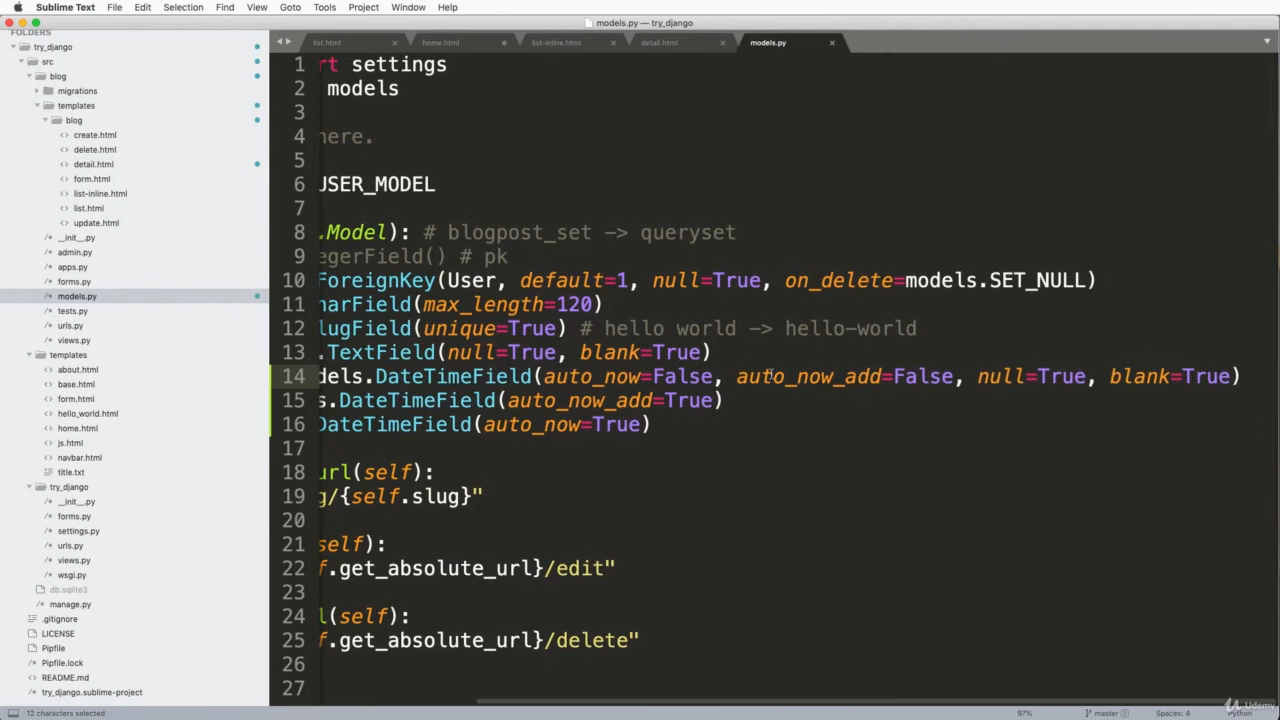 Sublime Text File Edit Selection Find View Goto Tools Project Window Help
models.py — try_django
FOLDERS
try_django
src
blog
migrations
templates
blog
create.html
delete.html
detail.html
form.html
list-inline.html
list.html
update.html
__init__.py
admin.py
apps.py
forms.py
models.py
tests.py
urls.py
views.py
templates
about.html
base.html
form.html
hello_world.html
home.html
js.html
navbar.html
title.txt
try_django
__init__.py
forms.py
settings.py
urls.py
views.py
wsgi.py
db.sqlite3
manage.py
.gitignore
LICENSE
Pipfile
Pipfile.lock
README.md
try_django.sublime-project
list.html home.html list-inline.html detail.html models.py
1 rt settings
2 models
3
4 here.
5
6 USER_MODEL
7
8 .Model): # blogpost_set -> queryset
9 egerField() # pk
10 ForeignKey(User, default=1, null=True, on_delete=models.SET_NULL)
11 harField(max_length=120)
12 lugField(unique=True) # hello world -> hello-world
13 .TextField(null=True, blank=True)
14 dels.DateTimeField(auto_now=False, auto_now_add=False, null=True, blank=True)
15 s.DateTimeField(auto_now_add=True)
16 DateTimeField(auto_now=True)
17
18 url(self):
19 g/{self.slug}"
20
21 self):
22 f.get_absolute_url}/edit"
23
24 l(self):
25 f.get_absolute_url}/delete"
26
27
12 characters selected 97% master 2 Spaces: 4 Python
Udemy